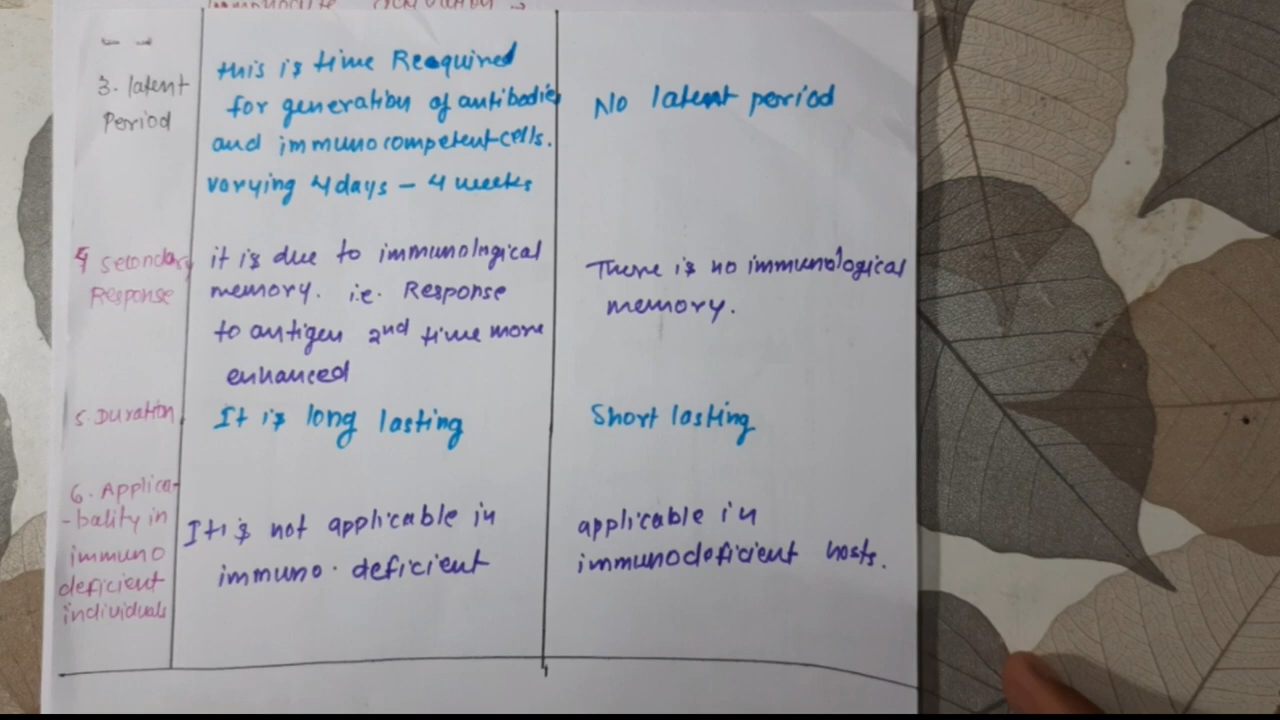 3. latent
Period
this is time Reaquired
for generation of antibodies
and immunocompetent cells.
varying 4 days - 4 weeks
No latent period
4 secondary
Response
it is due to immunological
memory. i.e. Response
to antigen 2nd time more
enhanced
There is no immunological
memory.
5. Duration
It is long lasting
Short lasting
6. Applica-
-bality in
immuno
deficient
individuals
It is not applicable in
immuno. deficient
applicable in
immunodeficient hosts.